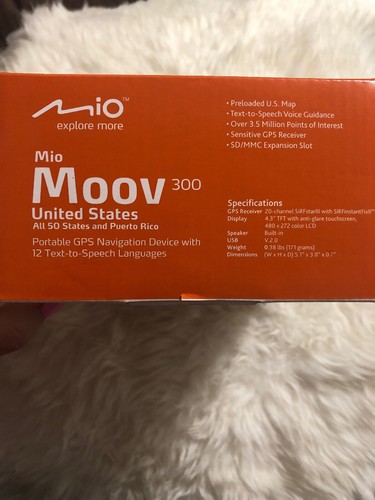 Mio™
explore more
Mio
Moov 300
United States
All 50 States and Puerto Rico
Portable GPS Navigation Device with
12 Text-to-Speech Languages
• Preloaded U.S. Map
• Text-to-Speech Voice Guidance
• Over 3.5 Million Points of Interest
• Sensitive GPS Receiver
• SD/MMC Expansion Slot
Specifications
GPS Receiver 20-channel SiRFstarIII with SiRFInstantFixII™
Display 4.3" TFT with anti-glare touchscreen,
480 x 272 color LCD
Speaker Built-in
USB V 2.0
Weight 0.38 lbs (171 grams)
Dimensions (W x H x D) 5.1" x 3.8" x 0.7"